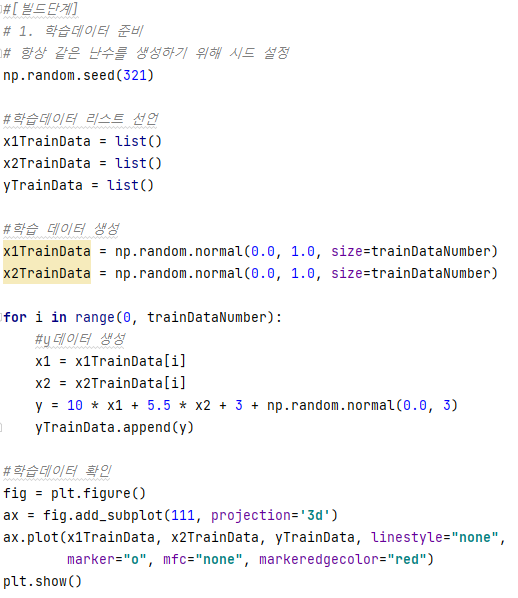 #[빌드단계]
# 1. 학습데이터 준비
# 항상 같은 난수를 생성하기 위해 시드 설정
np.random.seed(321)

#학습데이터 리스트 선언
x1TrainData = list()
x2TrainData = list()
yTrainData = list()

#학습 데이터 생성
x1TrainData = np.random.normal(0.0, 1.0, size=trainDataNumber)
x2TrainData = np.random.normal(0.0, 1.0, size=trainDataNumber)

for i in range(0, trainDataNumber):
    #y데이터 생성
    x1 = x1TrainData[i]
    x2 = x2TrainData[i]
    y = 10 * x1 + 5.5 * x2 + 3 + np.random.normal(0.0, 3)
    yTrainData.append(y)

#학습데이터 확인
fig = plt.figure()
ax = fig.add_subplot(111, projection='3d')
ax.plot(x1TrainData, x2TrainData, yTrainData, linestyle="none",
        marker="o", mfc="none", markeredgecolor="red")
plt.show()